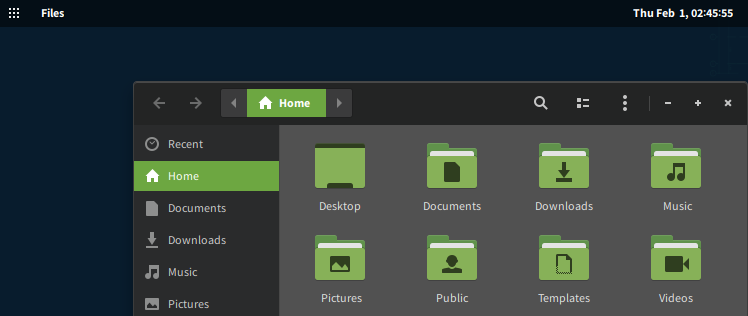 Files
Thu Feb 1, 02:45:55
Home
Recent
Home
Documents
Downloads
Music
Pictures
Desktop
Documents
Downloads
Music
Pictures
Public
Templates
Videos